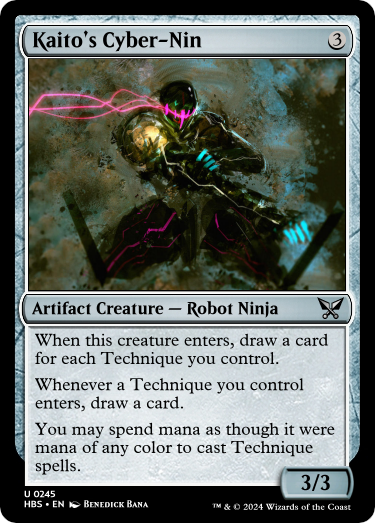 Kaito's Cyber-Nin 3
Artifact Creature — Robot Ninja
When this creature enters, draw a card
for each Technique you control.
Whenever a Technique you control
enters, draw a card.
You may spend mana as though it were
mana of any color to cast Technique
spells.
3/3
U 0245
HBS • EN Benedick Bana
™ & © 2024 Wizards of the Coast